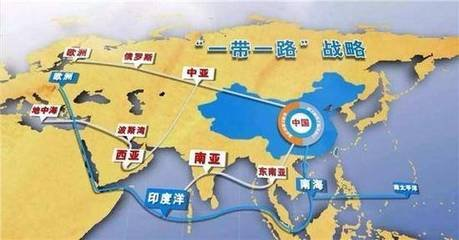 “一带一路”战略
欧洲
俄罗斯
中亚
欧洲
地中海
波斯湾
西亚
中国
南亚
东南亚
印度洋
南海
南太平洋